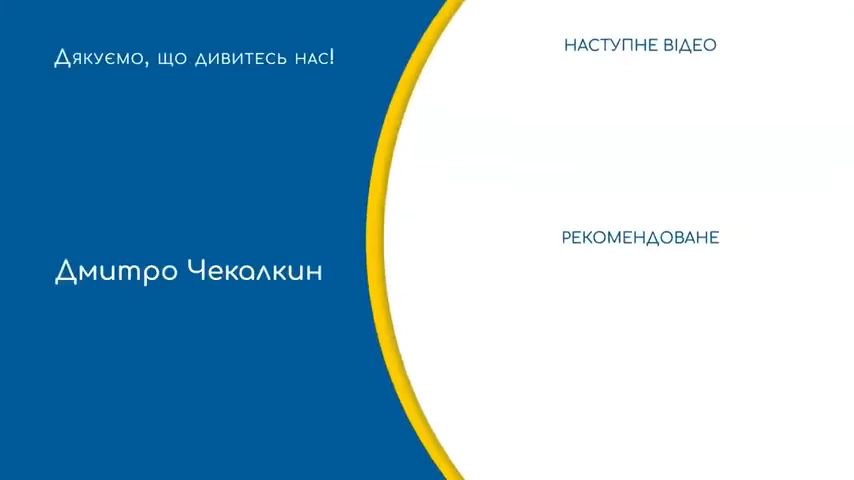 Дякуємо, що дивитесь нас!
Дмитро Чекалкин
НАСТУПНЕ ВІДЕО
РЕКОМЕНДОВАНЕ